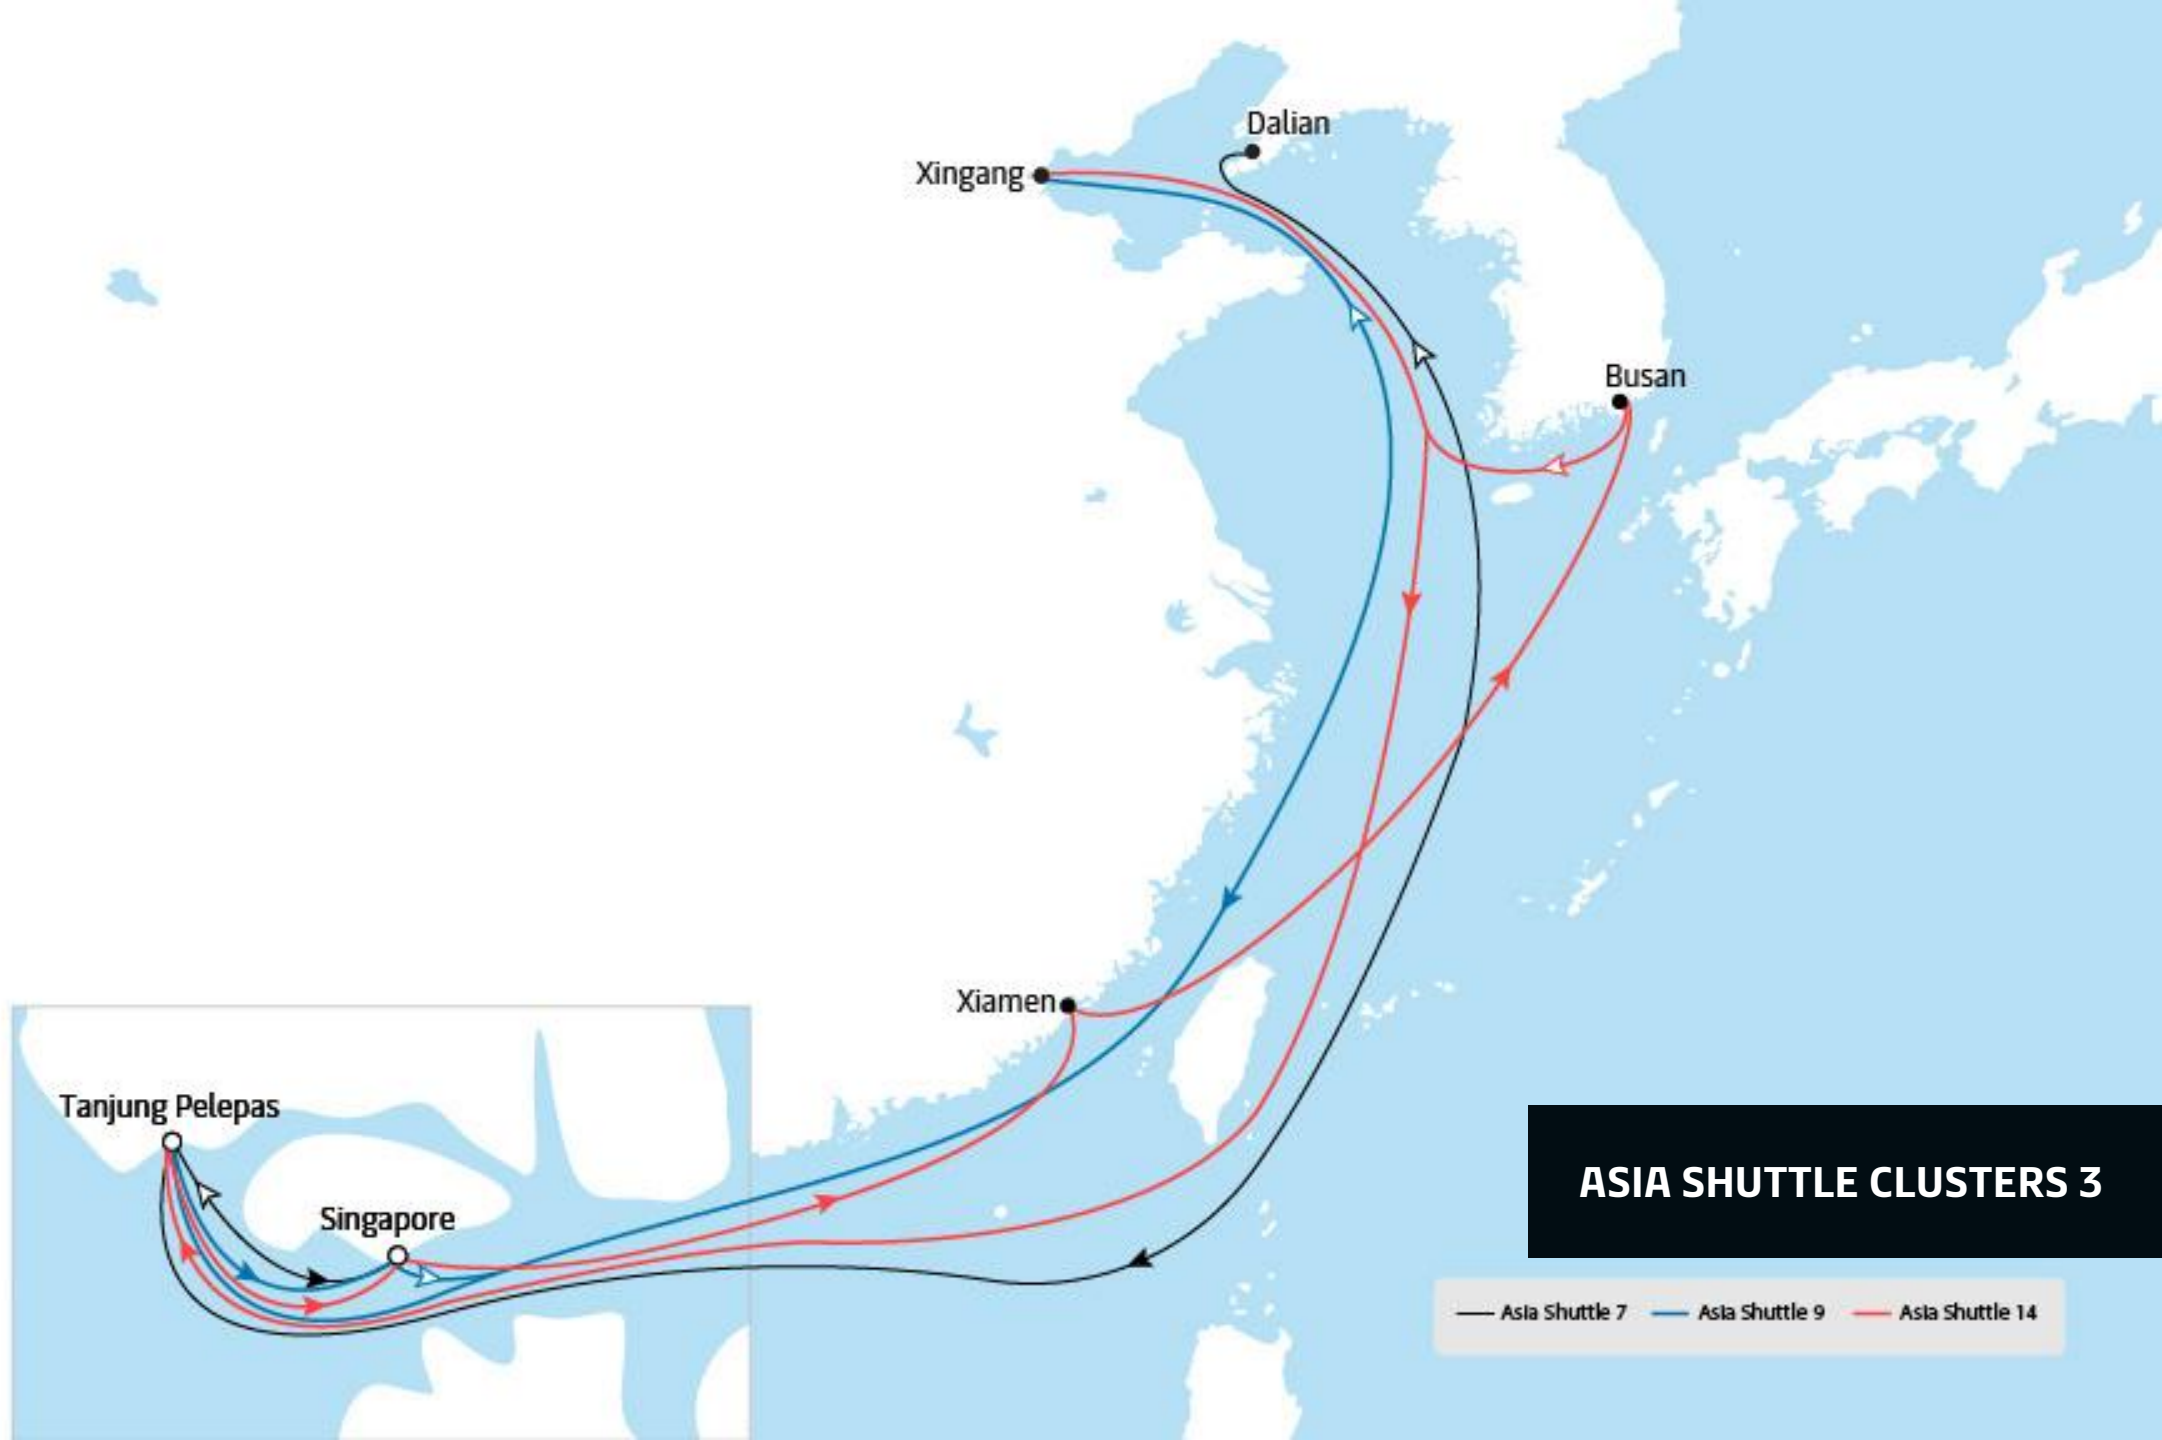 Dalian
Xingang
Busan
Xiamen
Tanjung Pelepas
Singapore
ASIA SHUTTLE CLUSTERS 3
Asia Shuttle 7
Asia Shuttle 9
Asia Shuttle 14